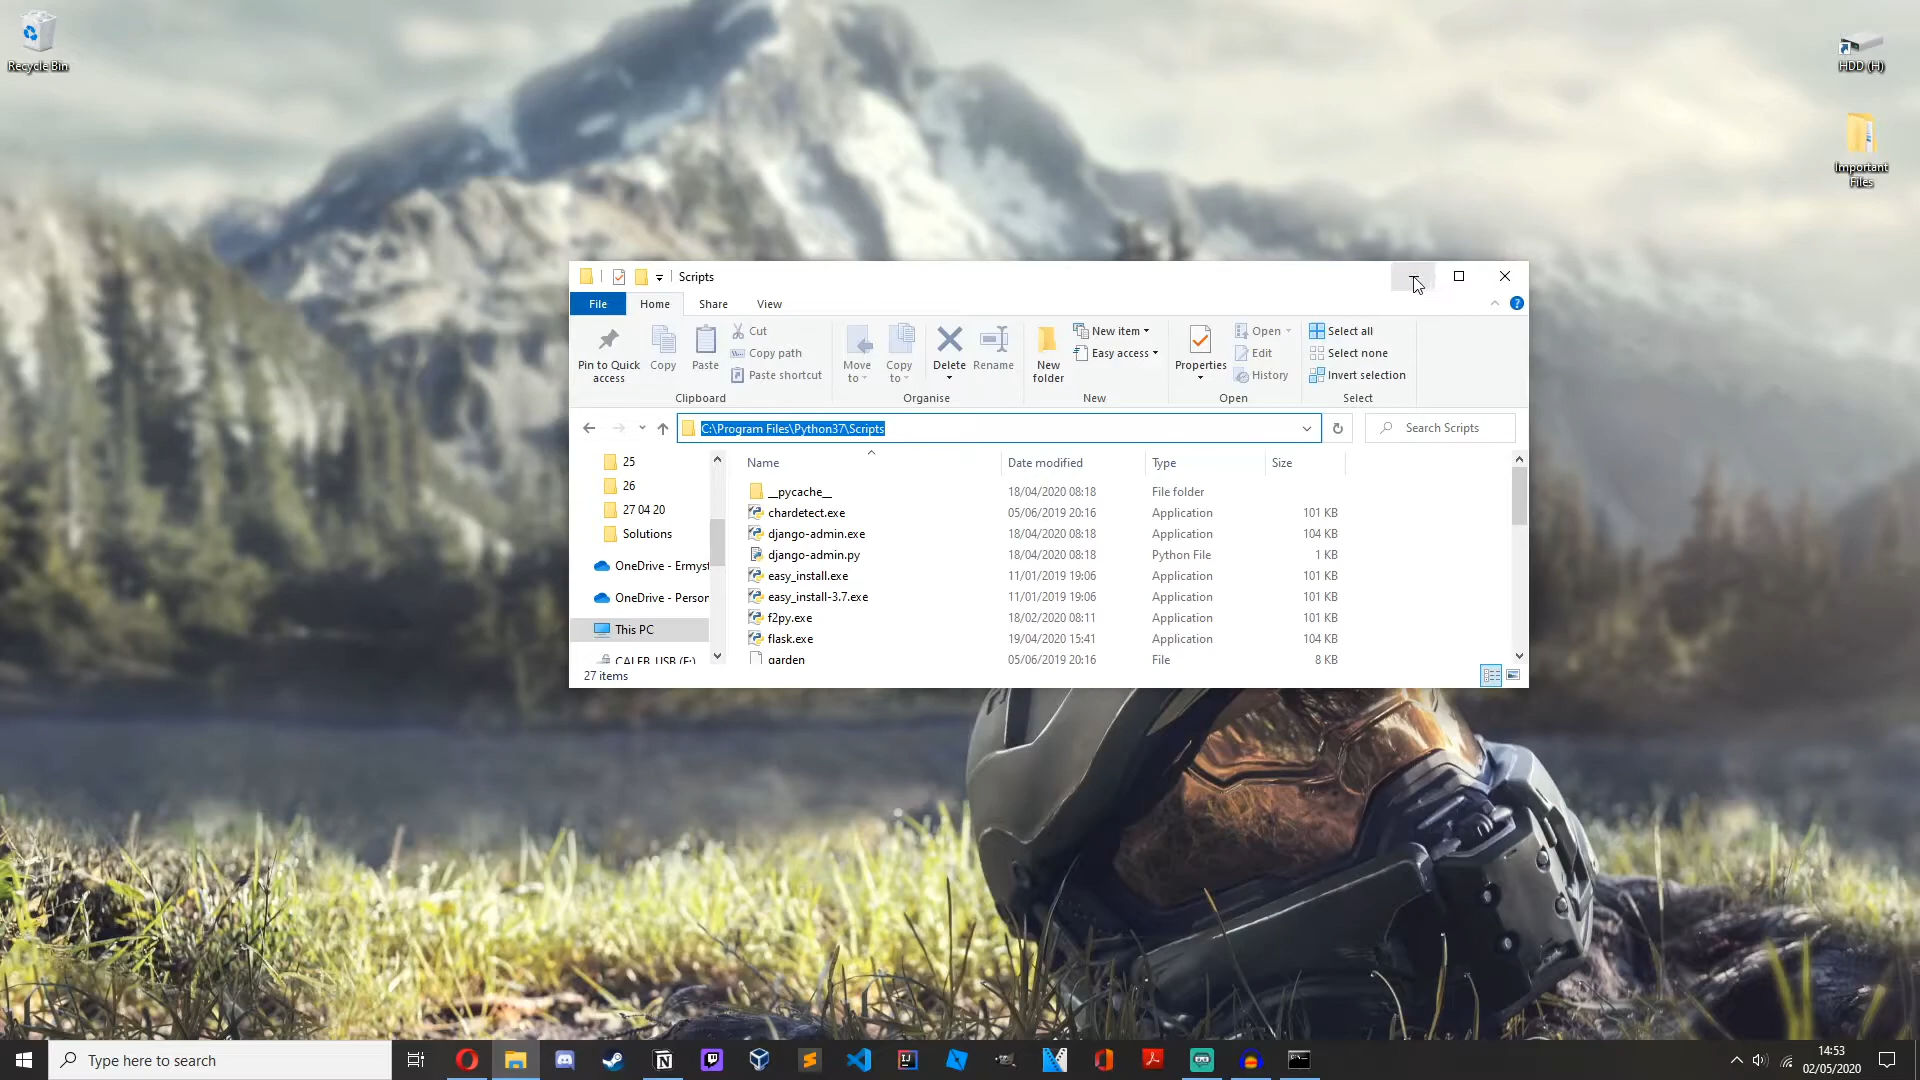 Recycle Bin
HDD (H)
Important
Files
Scripts
File
Home
Share
View
Pin to Quick
access
Copy
Paste
Cut
Copy path
Paste shortcut
Clipboard
Move
to
Copy
to
Delete
Rename
Organise
New
folder
New item
Easy access
New
Properties
Open
Edit
History
Open
Select all
Select none
Invert selection
Select
C:\Program Files\Python37\Scripts
Search Scripts
25
26
27 04 20
Solutions
OneDrive - Ermyst
OneDrive - Person
This PC
CALEB_USB (F:)
Name
Date modified
Type
Size
__pycache__ 18/04/2020 08:18 File folder
chardetect.exe 05/06/2019 20:16 Application 101 KB
django-admin.exe 18/04/2020 08:18 Application 104 KB
django-admin.py 18/04/2020 08:18 Python File 1 KB
easy_install.exe 11/01/2019 19:06 Application 101 KB
easy_install-3.7.exe 11/01/2019 19:06 Application 101 KB
f2py.exe 18/02/2020 08:11 Application 101 KB
flask.exe 19/04/2020 15:41 Application 104 KB
garden 05/06/2019 20:16 File 8 KB
27 items
Type here to search
14:53
02/05/2020